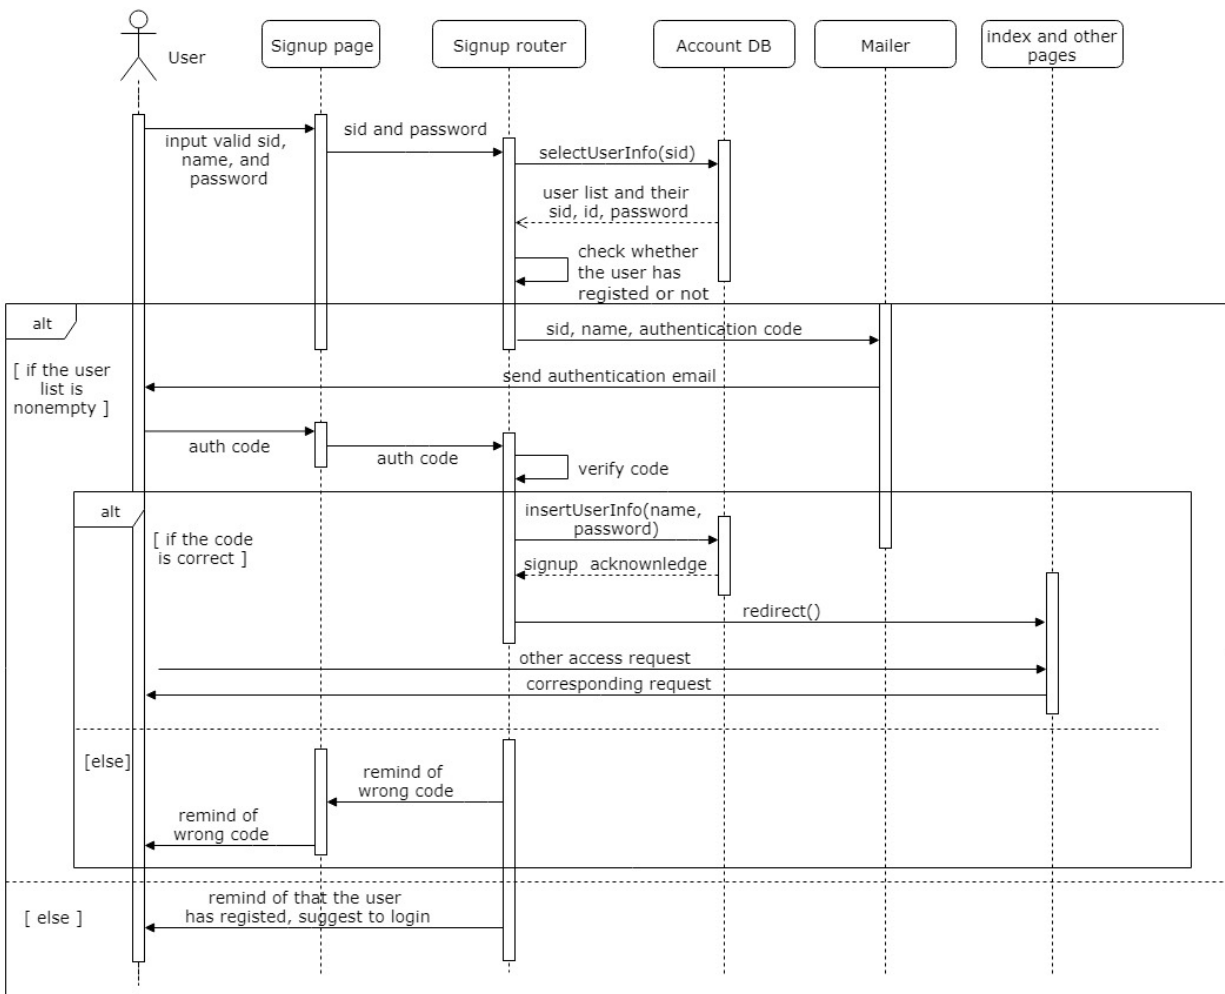 User
Signup page
Signup router
Account DB
Mailer
index and other
pages
input valid sid,
name, and
password
sid and password
selectUserInfo(sid)
user list and their
sid, id, password
check whether
the user has
registed or not
alt
[ if the user
list is
nonempty ]
sid, name, authentication code
send authentication email
auth code
auth code
verify code
alt
[ if the code
is correct ]
insertUserInfo(name,
password)
signup acknownledge
redirect()
other access request
corresponding request
[else]
remind of
wrong code
remind of
wrong code
[ else ]
remind of that the user
has registed, suggest to login